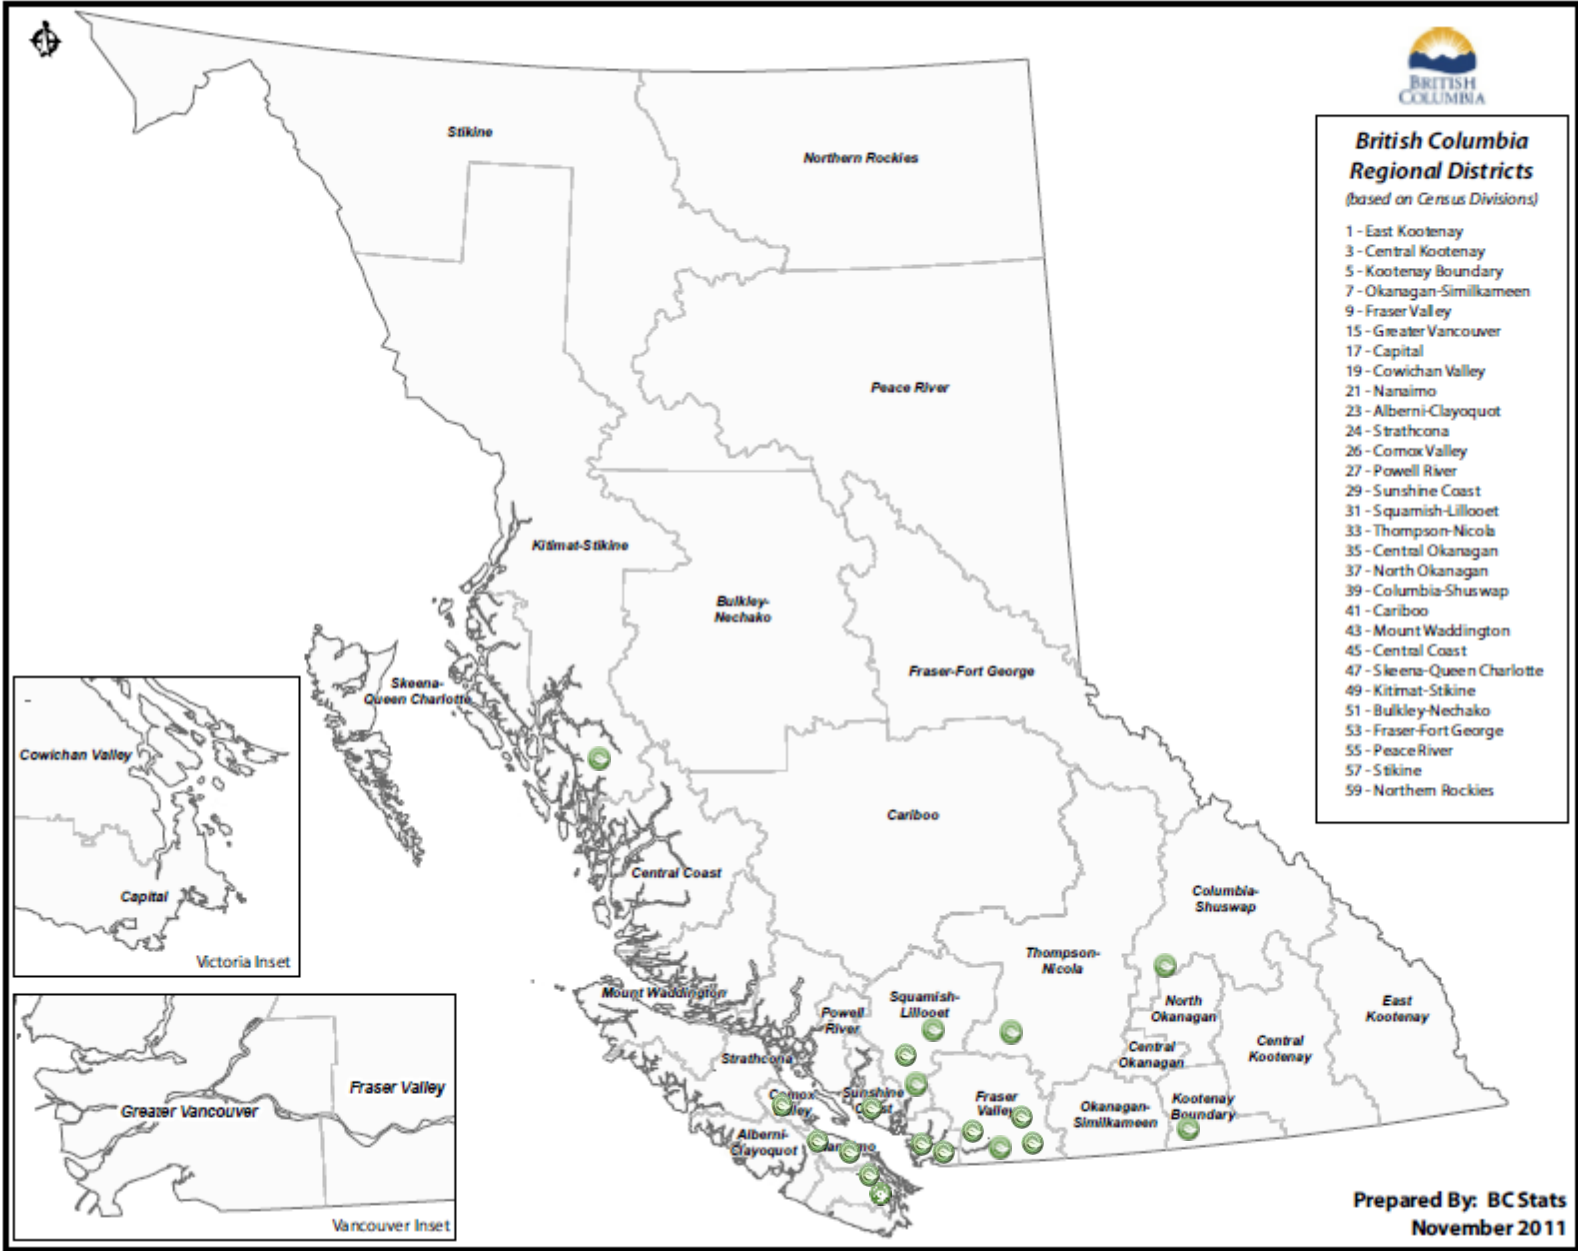 BRITISH
COLUMBIA
British Columbia
Regional Districts
(based on Census Divisions)
1 - East Kootenay
3 - Central Kootenay
5 - Kootenay Boundary
7 - Okanagan-Similkameen
9 - Fraser Valley
15 - Greater Vancouver
17 - Capital
19 - Cowichan Valley
21 - Nanaimo
23 - Alberni-Clayoquot
24 - Strathcona
26 - Comox Valley
27 - Powell River
29 - Sunshine Coast
31 - Squamish-Lillooet
33 - Thompson-Nicola
35 - Central Okanagan
37 - North Okanagan
39 - Columbia-Shuswap
41 - Cariboo
43 - Mount Waddington
45 - Central Coast
47 - Skeena-Queen Charlotte
49 - Kitimat-Stikine
51 - Bulkley-Nechako
53 - Fraser-Fort George
55 - Peace River
57 - Stikine
59 - Northern Rockies
Stikine
Northern Rockies
Peace River
Kitimat-Stikine
Bulkley-
Nechako
Fraser-Fort George
Skeena-
Queen Charlotte
Cariboo
Central Coast
Columbia-
Shuswap
Thompson-
Nicola
Mount Waddington
Squamish-
Lillooet
Powell
River
North
Okanagan
East
Kootenay
Central
Okanagan
Central
Kootenay
Strathcona
Sunshine
Fraser
Valley
Okanagan-
Similkameen
Kootenay
Boundary
Alberni-
Clayoquot
Cowichan Valley
Capital
Victoria Inset
Fraser Valley
Greater Vancouver
Vancouver Inset
Prepared By: BC Stats
November 2011